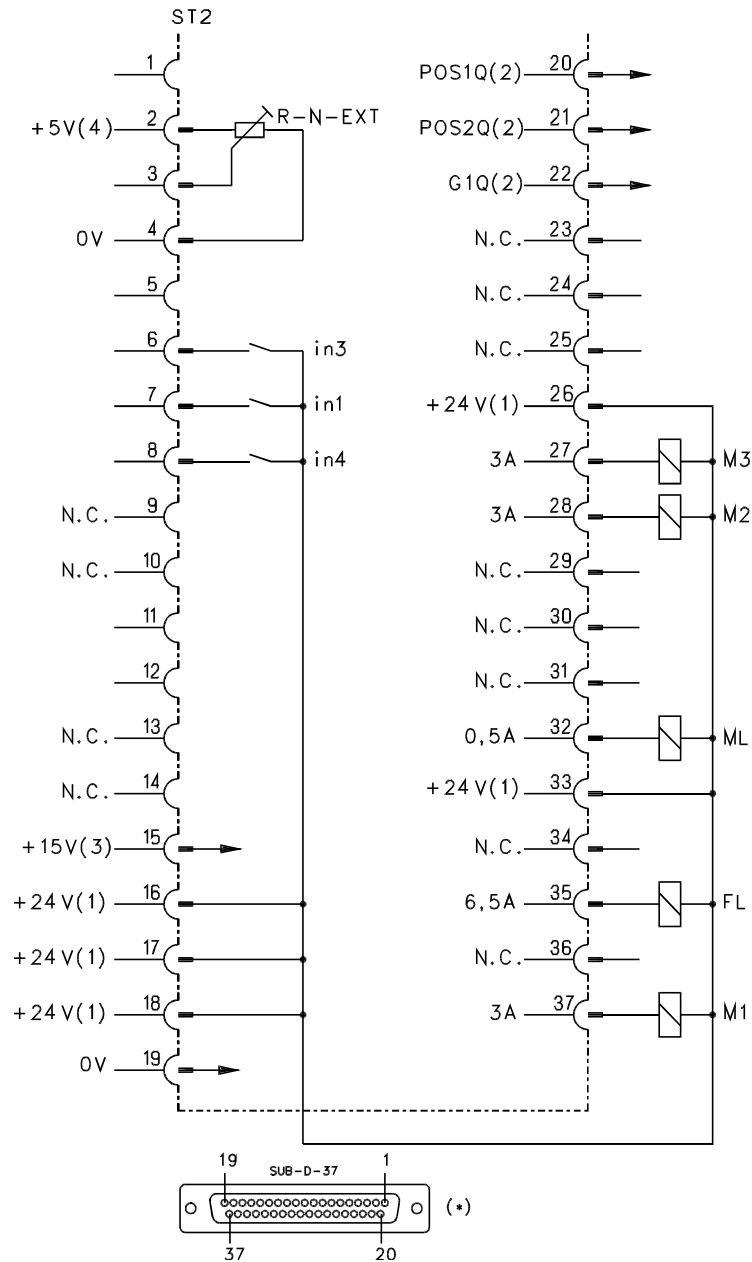 ST2
1
+5V(4) 2 R-N-EXT
3
0V 4
5
6 in3
7 in1
8 in4
N.C. 9
N.C. 10
11
12
N.C. 13
N.C. 14
+15V(3) 15
+24V(1) 16
+24V(1) 17
+24V(1) 18
0V 19
POS1Q(2) 20
POS2Q(2) 21
G1Q(2) 22
N.C. 23
N.C. 24
N.C. 25
+24V(1) 26
3A 27 M3
3A 28 M2
N.C. 29
N.C. 30
N.C. 31
0,5A 32 ML
+24V(1) 33
N.C. 34
6,5A 35 FL
N.C. 36
3A 37 M1
19 SUB-D-37 1
(*)
37 20